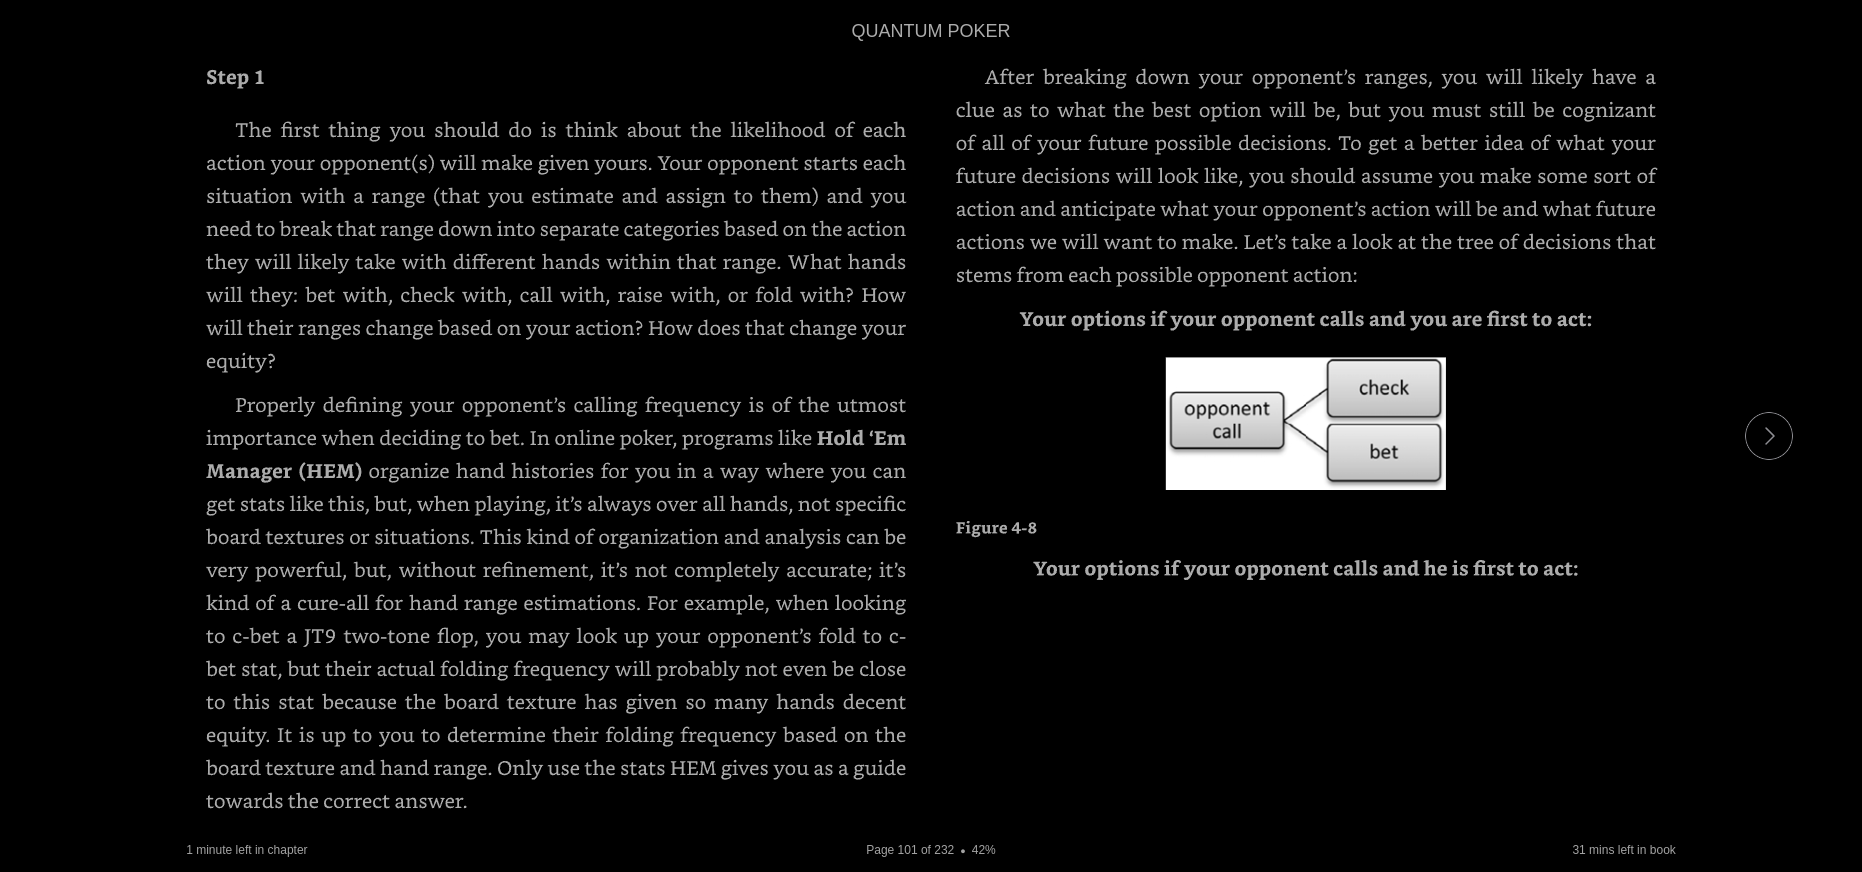 QUANTUM POKER
Step 1
The first thing you should do is think about the likelihood of each
action your opponent(s) will make given yours. Your opponent starts each
situation with a range (that you estimate and assign to them) and you
need to break that range down into separate categories based on the action
they will likely take with different hands within that range. What hands
will they: bet with, check with, call with, raise with, or fold with? How
will their ranges change based on your action? How does that change your
equity?
Properly defining your opponent’s calling frequency is of the utmost
importance when deciding to bet. In online poker, programs like Hold ‘Em
Manager (HEM) organize hand histories for you in a way where you can
get stats like this, but, when playing, it’s always over all hands, not specific
board textures or situations. This kind of organization and analysis can be
very powerful, but, without refinement, it’s not completely accurate; it’s
kind of a cure-all for hand range estimations. For example, when looking
to c-bet a JT9 two-tone flop, you may look up your opponent’s fold to c-
bet stat, but their actual folding frequency will probably not even be close
to this stat because the board texture has given so many hands decent
equity. It is up to you to determine their folding frequency based on the
board texture and hand range. Only use the stats HEM gives you as a guide
towards the correct answer.
After breaking down your opponent’s ranges, you will likely have a
clue as to what the best option will be, but you must still be cognizant
of all of your future possible decisions. To get a better idea of what your
future decisions will look like, you should assume you make some sort of
action and anticipate what your opponent’s action will be and what future
actions we will want to make. Let’s take a look at the tree of decisions that
stems from each possible opponent action:
Your options if your opponent calls and you are first to act:
opponent
call
check
bet
Figure 4-8
Your options if your opponent calls and he is first to act:
1 minute left in chapter
Page 101 of 232 • 42%
31 mins left in book